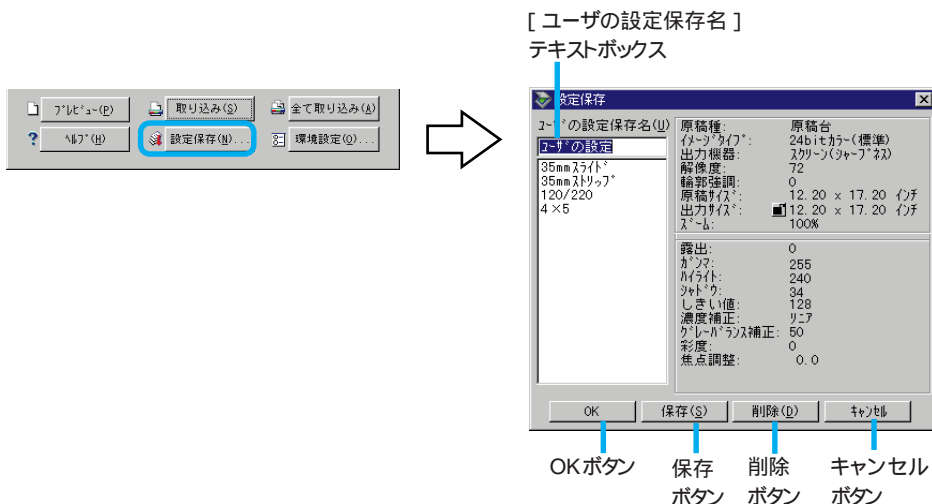 [ ユーザの設定保存名 ]
テキストボックス
ﾌﾟﾚﾋﾞｭｰ(P)
取り込み(S)
全て取り込み(A)
? ﾍﾙﾌﾟ(H)
設定保存(N)...
環境設定(O)...
設定保存
ﾕｰｻﾞの設定保存名(U)
ﾕｰｻﾞの設定
35mmｽﾗｲﾄﾞ
35mmｽﾄﾘｯﾌﾟ
120/220
4×5
原稿種: 原稿台
ｲﾒｰｼﾞﾀｲﾌﾟ: 24bitｶﾗｰ(標準)
出力機器: ｽｸﾘｰﾝ(ｼｬｰﾌﾟﾈｽ)
解像度: 72
輪郭強調: 0
原稿ｻｲｽﾞ: 12.20 x 17.20 ｲﾝﾁ
出力ｻｲｽﾞ: 12.20 x 17.20 ｲﾝﾁ
ｽﾞｰﾑ: 100%
露出: 0
ｶﾞﾝﾏ: 255
ﾊｲﾗｲﾄ: 240
ｼｬﾄﾞｳ: 34
しきい値: 128
濃度補正: ﾘﾆｱ
ｸﾞﾚｰﾊﾞﾗﾝｽ補正: 50
彩度: 0
焦点調整: 0.0
OK
保存(S)
削除(D)
ｷｬﾝｾﾙ
OKボタン
保存
ボタン
削除
ボタン
キャンセル
ボタン